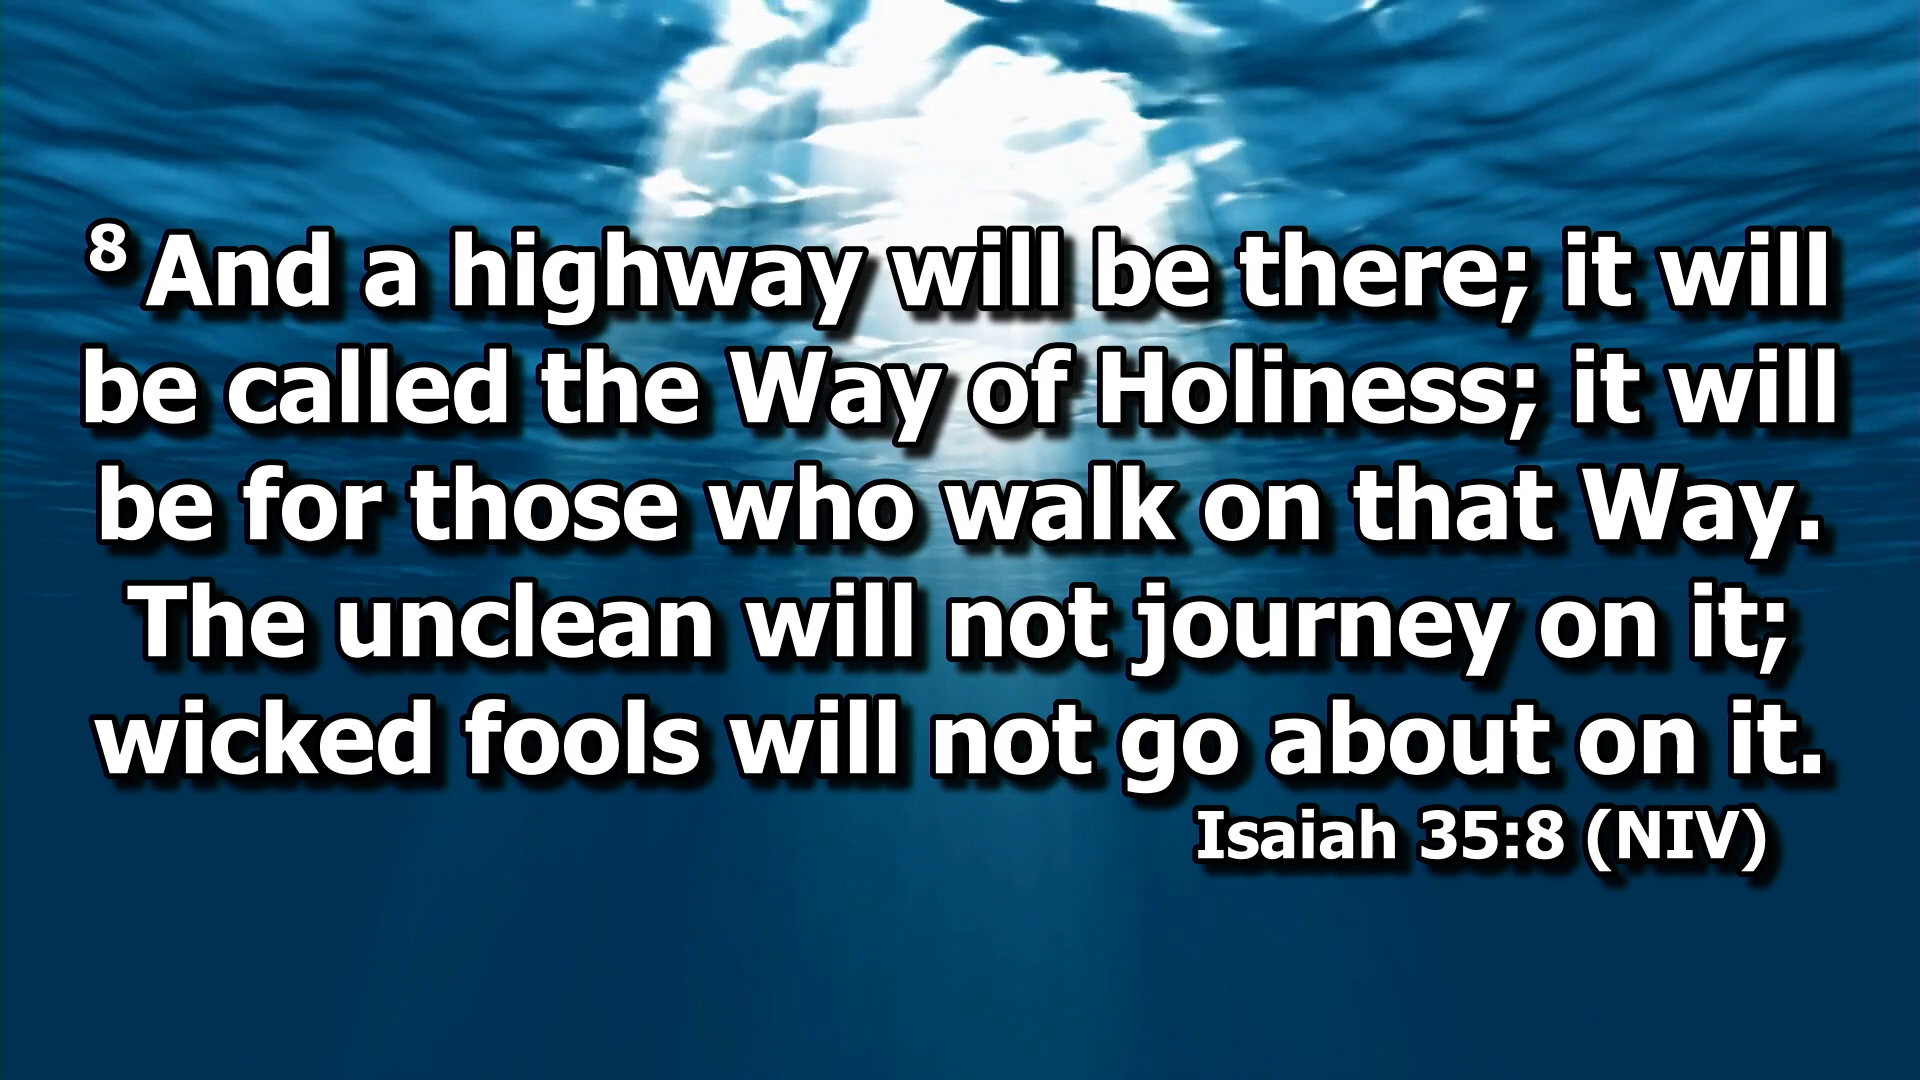 8 And a highway will be there; it will
be called the Way of Holiness; it will
be for those who walk on that Way.
The unclean will not journey on it;
wicked fools will not go about on it.
Isaiah 35:8 (NIV)